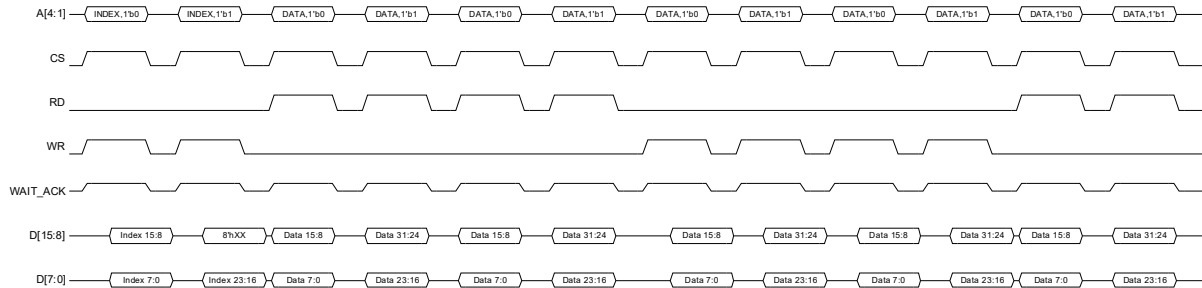 A[4:1] INDEX,1'b0 INDEX,1'b1 DATA,1'b0 DATA,1'b1 DATA,1'b0 DATA,1'b1 DATA,1'b0 DATA,1'b1 DATA,1'b0 DATA,1'b1 DATA,1'b0 DATA,1'b1
CS
RD
WR
WAIT_ACK
D[15:8] Index 15:8 8'hXX Data 15:8 Data 31:24 Data 15:8 Data 31:24 Data 15:8 Data 31:24 Data 15:8 Data 31:24 Data 15:8 Data 31:24
D[7:0] Index 7:0 Index 23:16 Data 7:0 Data 23:16 Data 7:0 Data 23:16 Data 7:0 Data 23:16 Data 7:0 Data 23:16 Data 7:0 Data 23:16